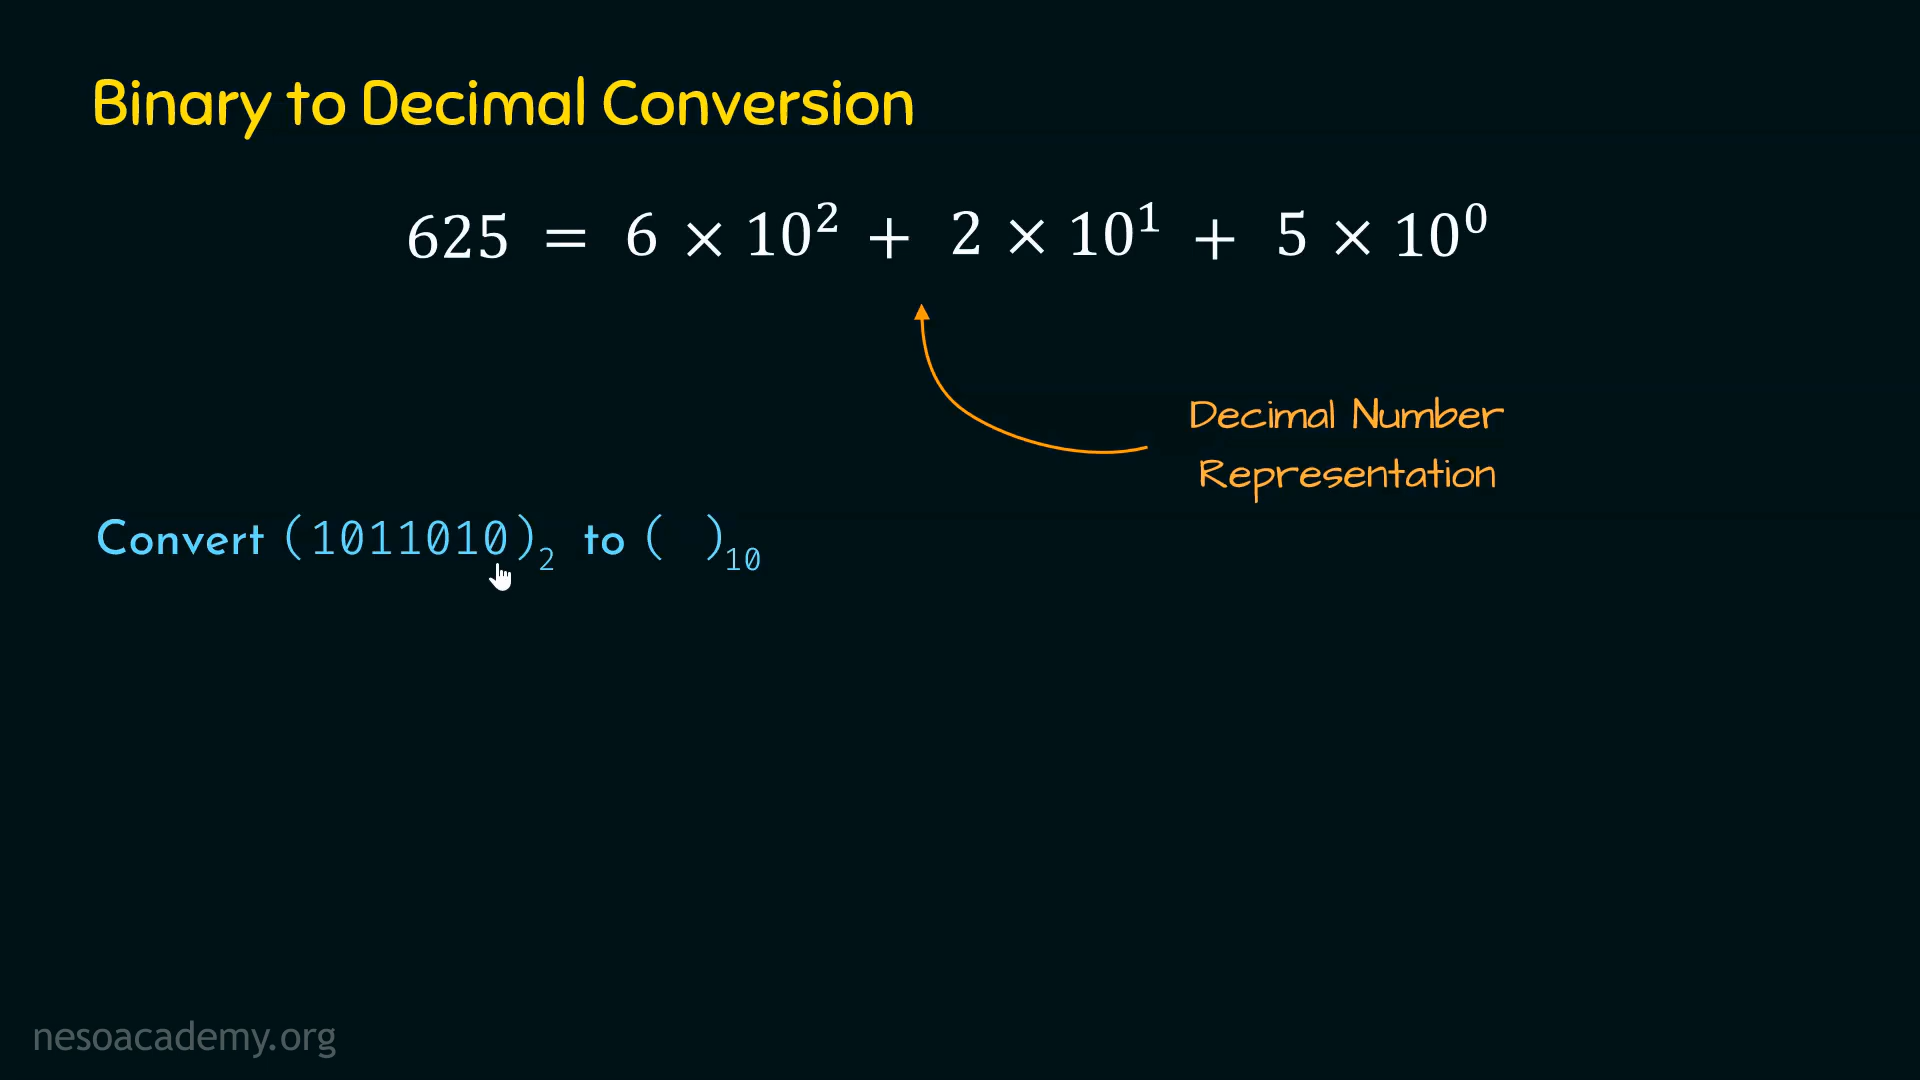 Binary to Decimal Conversion
625 = 6 × 10² + 2 × 10¹ + 5 × 10⁰
Decimal Number
Representation
Convert (1011010)₂ to ( )₁₀
nesoacademy.org